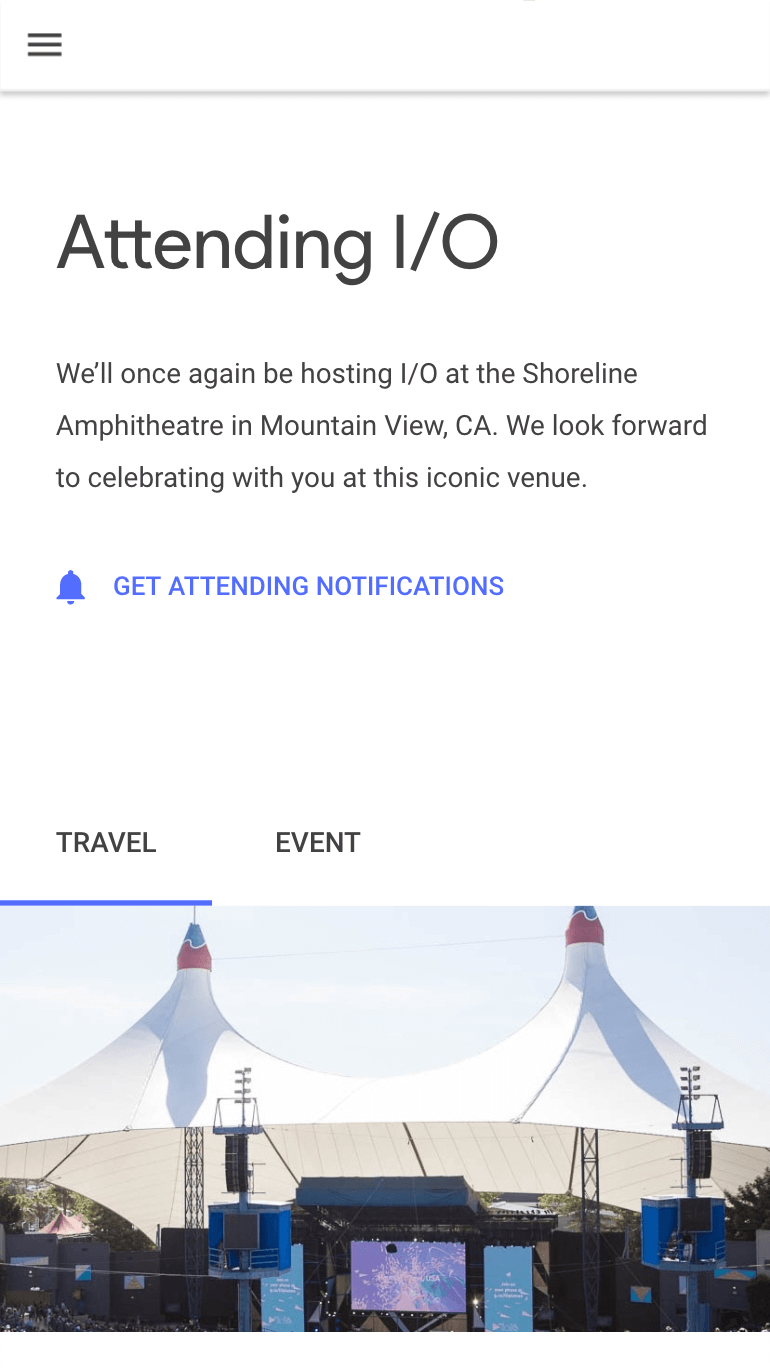 Attending I/O
We’ll once again be hosting I/O at the Shoreline
Amphitheatre in Mountain View, CA. We look forward
to celebrating with you at this iconic venue.
GET ATTENDING NOTIFICATIONS
TRAVEL EVENT